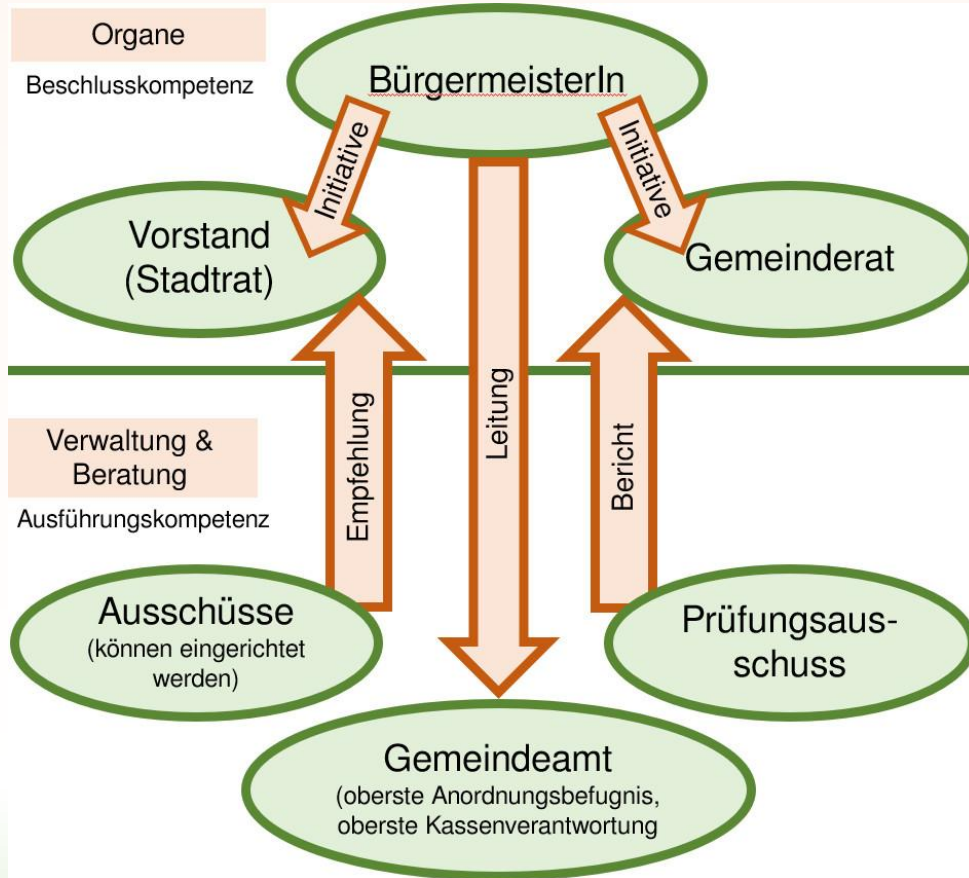 Organe
Beschlusskompetenz
BürgermeisterIn
Initiative
Initiative
Vorstand
(Stadtrat)
Gemeinderat
Empfehlung
Leitung
Bericht
Verwaltung &
Beratung
Ausführungskompetenz
Ausschüsse
(können eingerichtet
werden)
Prüfungsaus-
schuss
Gemeindeamt
(oberste Anordnungsbefugnis,
oberste Kassenverantwortung